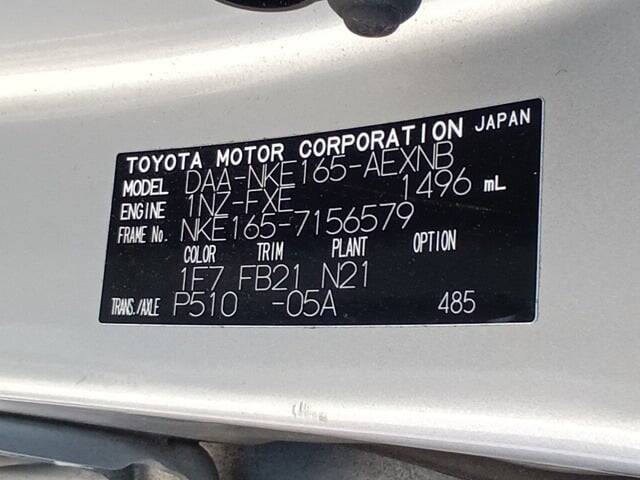 TOYOTA MOTOR CORPORATION JAPAN
MODEL DAA-NKE165-AEXNB
ENGINE 1NZ-FXE 1496 mL
FRAME No. NKE165-7156579
COLOR TRIM PLANT OPTION
1F7 FB21 N21
TRANS./AXLE P510 -05A 485